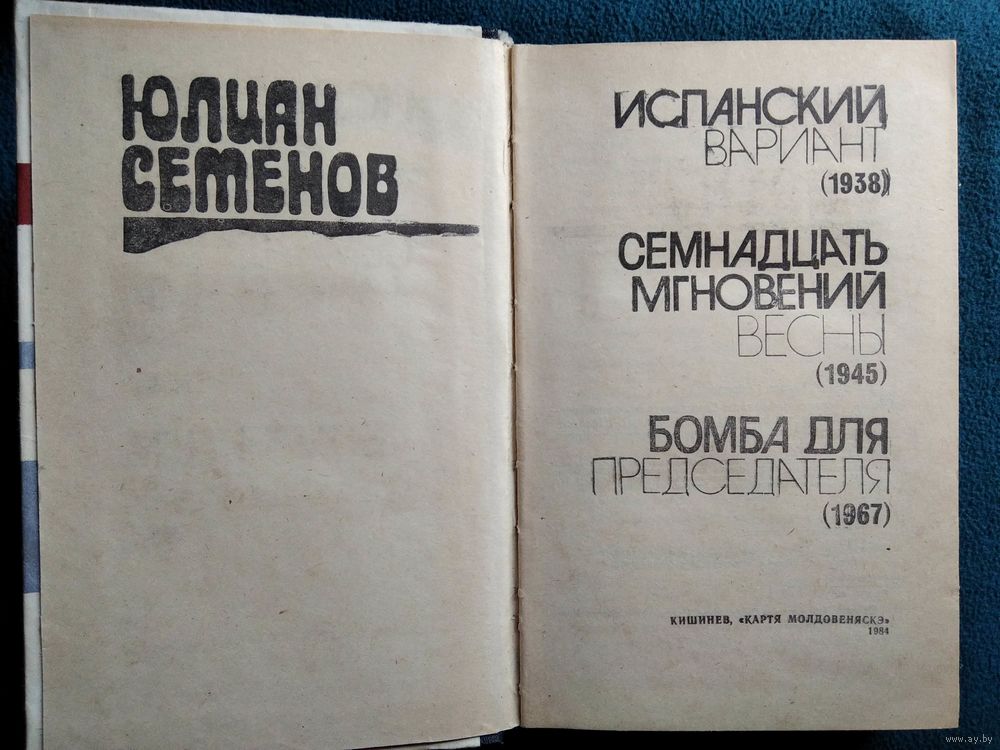 ЮЛИАН
СЕМЕНОВ
ИСПАНСКИЙ
ВАРИАНТ
(1938)
СЕМНАДЦАТЬ
МГНОВЕНИЙ
ВЕСНЫ
(1945)
БОМБА ДЛЯ
ПРЕДСЕДАТЕЛЯ
(1967)
КИШИНЕВ, «КАРТЯ МОЛДОВЕНЯСКЭ»
1984
www.ay.by